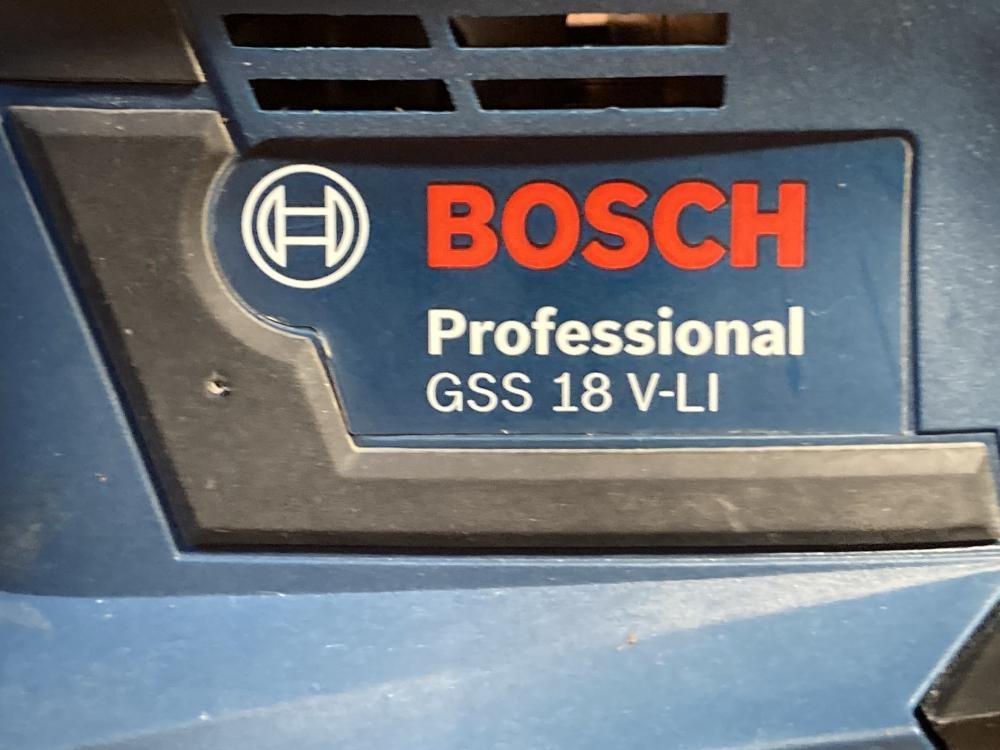 BOSCH
Professional
GSS 18 V-LI